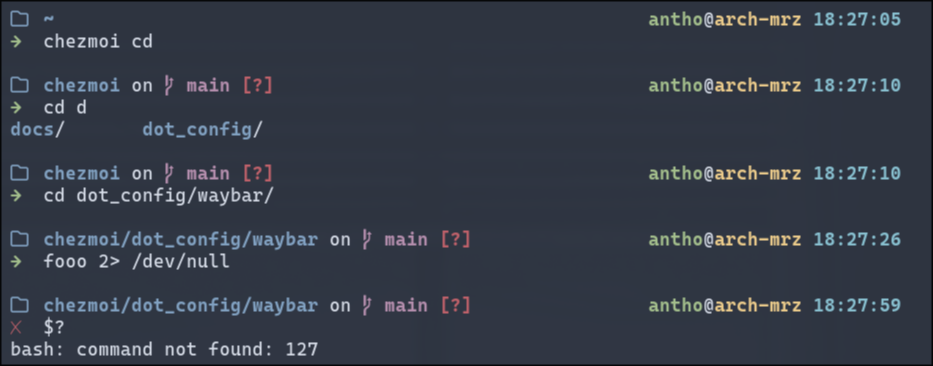 ~ antho@arch-mrz 18:27:05
→ chezmoi cd
chezmoi on main [?] antho@arch-mrz 18:27:10
→ cd d
docs/ dot_config/
chezmoi on main [?] antho@arch-mrz 18:27:10
→ cd dot_config/waybar/
chezmoi/dot_config/waybar on main [?] antho@arch-mrz 18:27:26
→ fooo 2> /dev/null
chezmoi/dot_config/waybar on main [?] antho@arch-mrz 18:27:59
X $?
bash: command not found: 127